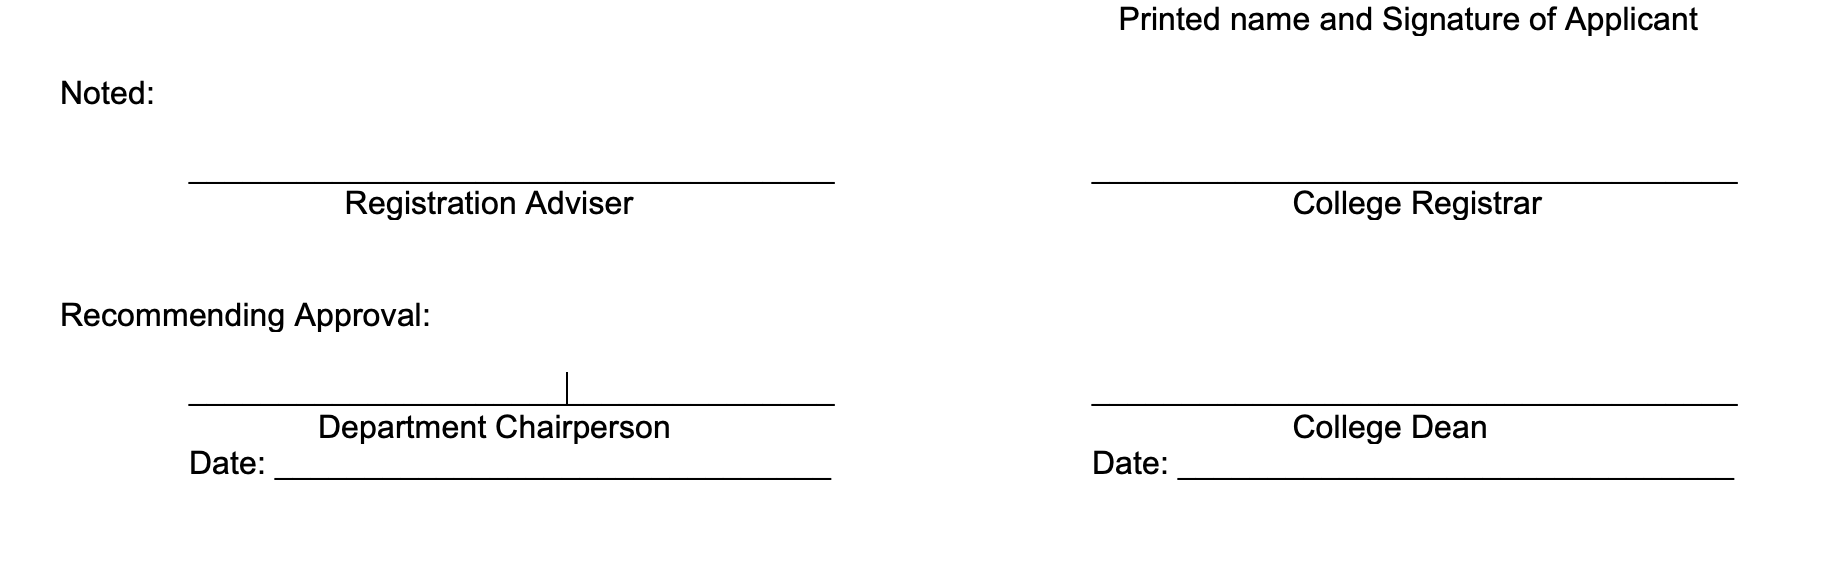 Printed name and Signature of Applicant
Noted:
Registration Adviser
College Registrar
Recommending Approval:
Department Chairperson
College Dean
Date:
Date: